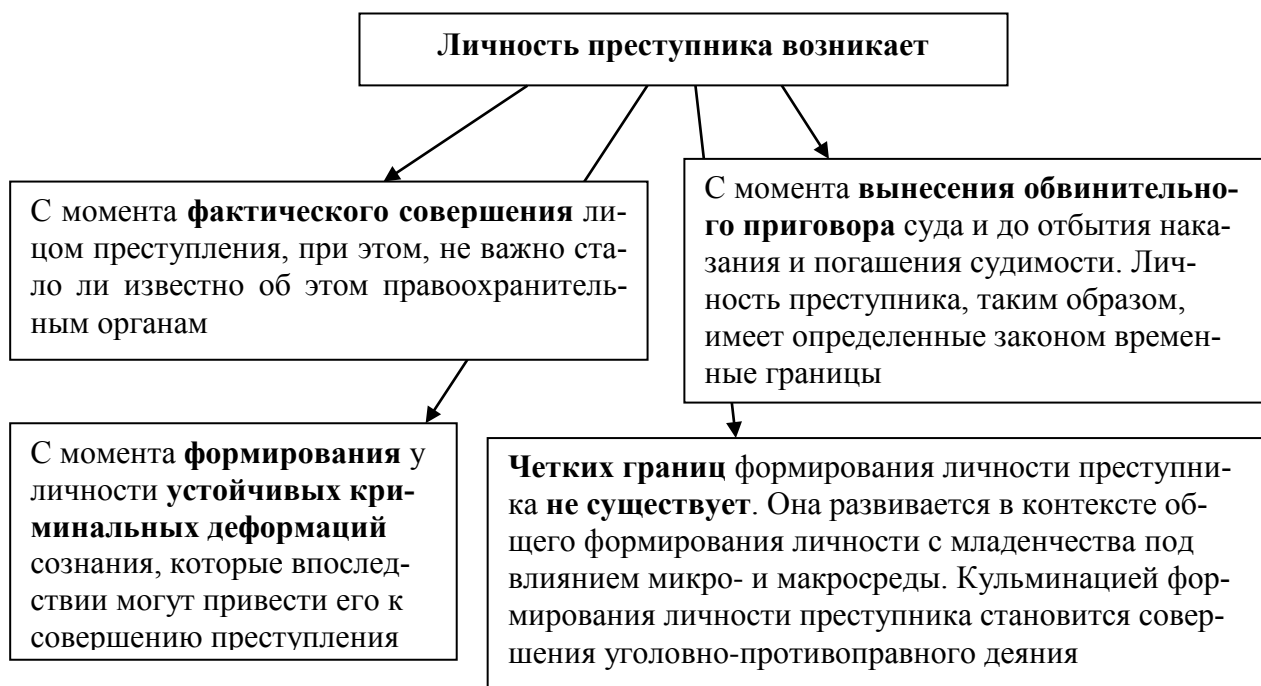 Личность преступника возникает
С момента фактического совершения ли-
цом преступления, при этом, не важно ста-
ло ли известно об этом правоохранитель-
ным органам
С момента вынесения обвинительно-
го приговора суда и до отбытия нака-
зания и погашения судимости. Лич-
ность преступника, таким образом,
имеет определенные законом времен-
ные границы
С момента формирования у
личности устойчивых кри-
минальных деформаций
сознания, которые впослед-
ствии могут привести его к
совершению преступления
Четких границ формирования личности преступни-
ка не существует. Она развивается в контексте об-
щего формирования личности с младенчества под
влиянием микро- и макросреды. Кульминацией фор-
мирования личности преступника становится совер-
шения уголовно-противоправного деяния